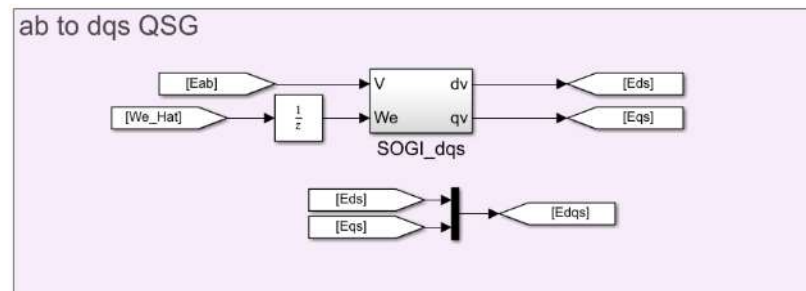 ab to dqs QSG
[Eab]
V
dv
[Eds]
[We_Hat]
1
z
We
qv
[Eqs]
SOGI_dqs
[Eds]
[Eqs]
[Edqs]